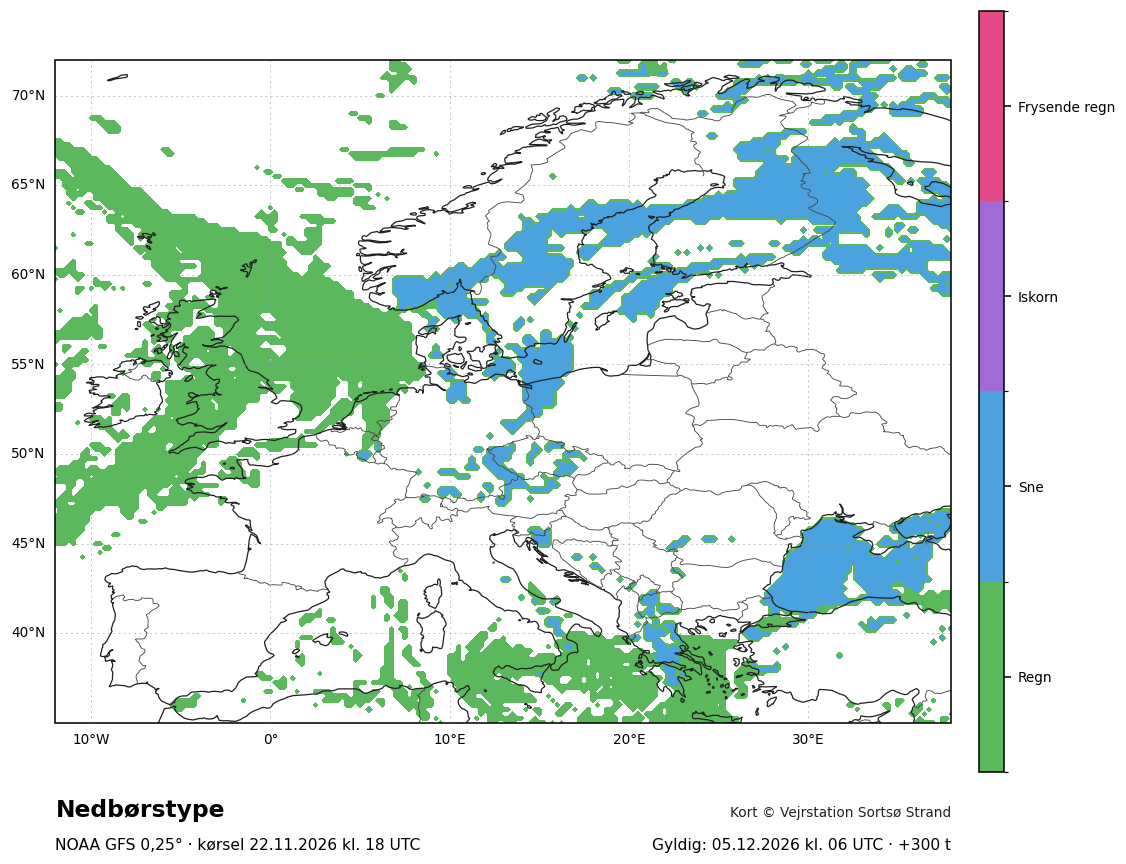 70°N
65°N
60°N
55°N
50°N
45°N
40°N
10°W
0°
10°E
20°E
30°E
Frysende regn
Iskorn
Sne
Regn
Nedbørstype
Kort © Vejrstation Sortsø Strand
NOAA GFS 0,25° · kørsel 22.11.2026 kl. 18 UTC
Gyldig: 05.12.2026 kl. 06 UTC · +300 t